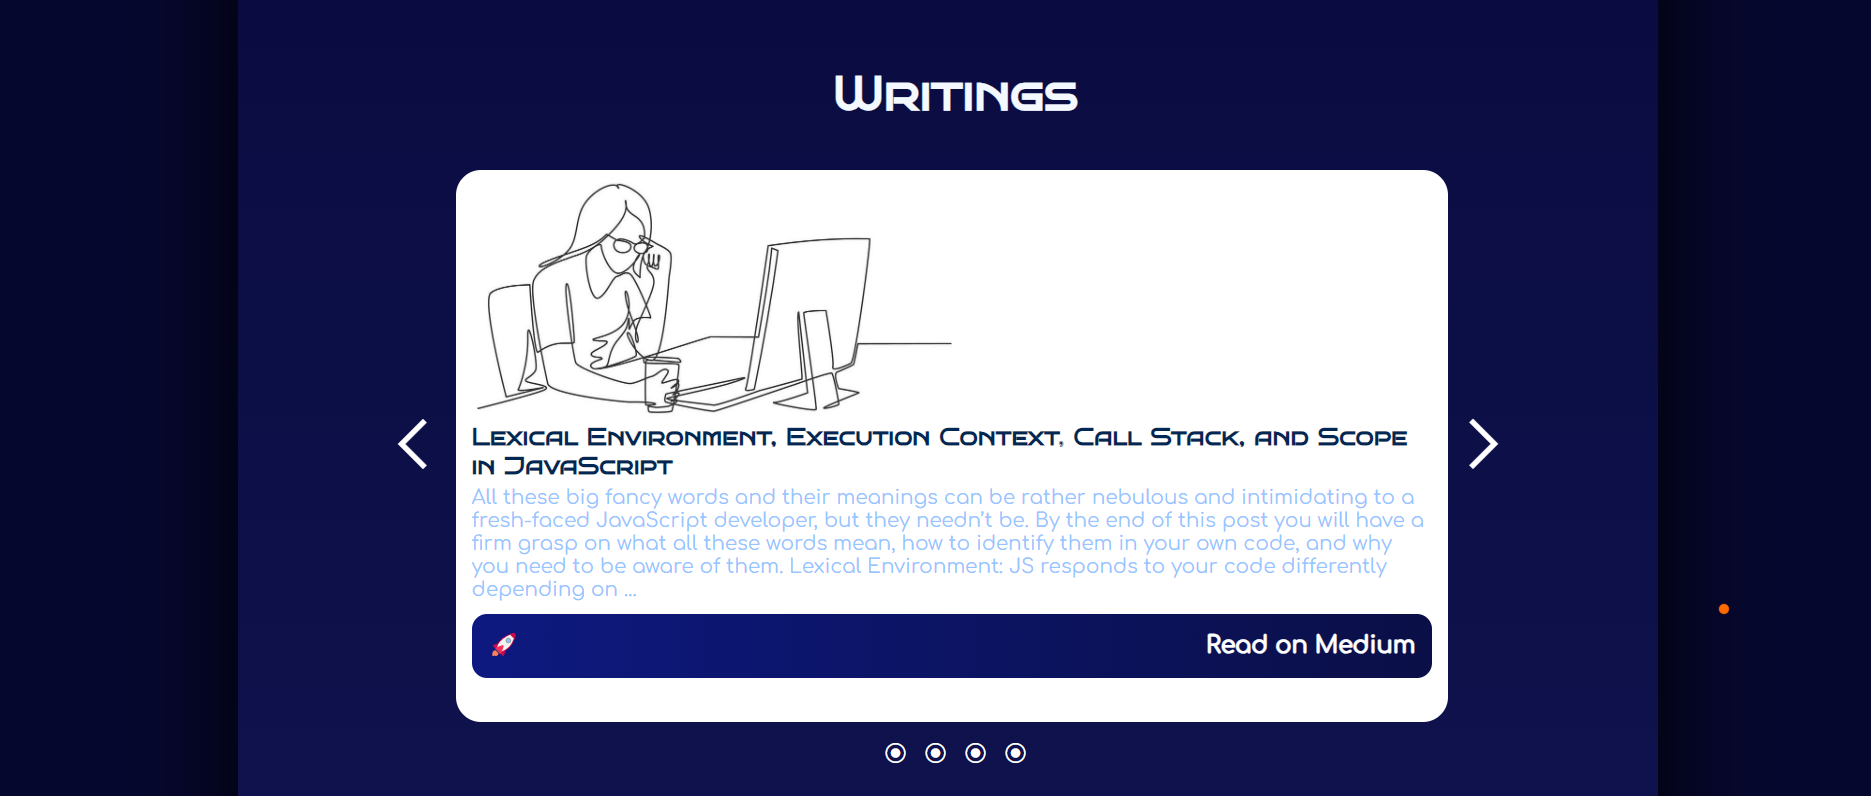 Writings
Lexical Environment, Execution Context, Call Stack, and Scope
in JavaScript
All these big fancy words and their meanings can be rather nebulous and intimidating to a
fresh-faced JavaScript developer, but they needn’t be. By the end of this post you will have a
firm grasp on what all these words mean, how to identify them in your own code, and why
you need to be aware of them. Lexical Environment: JS responds to your code differently
depending on ...
🚀 Read on Medium